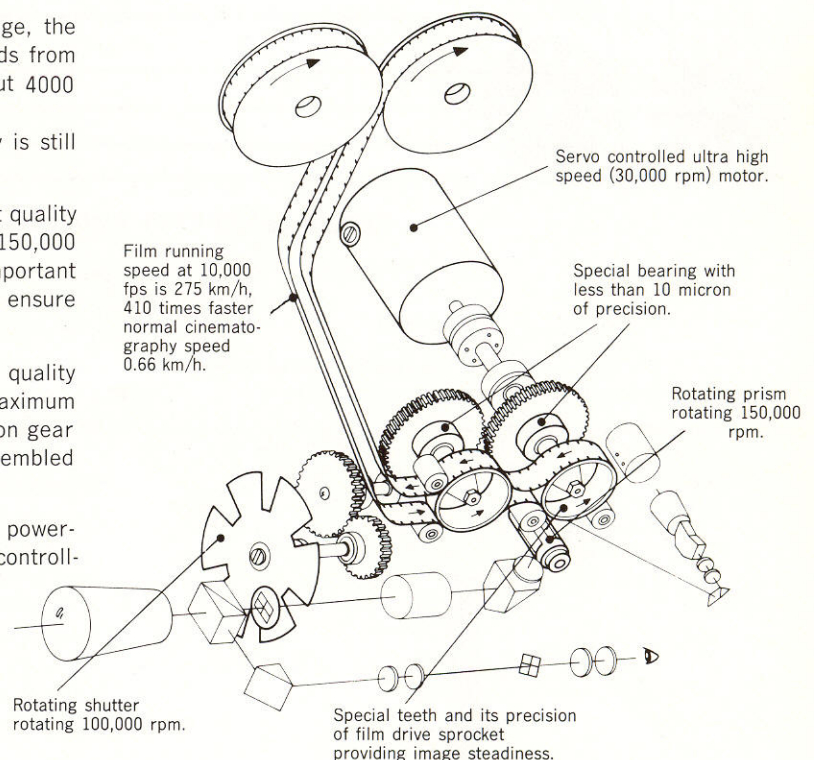 ge, the
ds from
ut 4000
y is still
t quality
150,000
portant
ensure
quality
aximum
on gear
embled
power-
controll-
Servo controlled ultra high
speed (30,000 rpm) motor.
Film running
speed at 10,000
fps is 275 km/h,
410 times faster
normal cinemato-
graphy speed
0.66 km/h.
Special bearing with
less than 10 micron
of precision.
Rotating prism
rotating 150,000
rpm.
Rotating shutter
rotating 100,000 rpm.
Special teeth and its precision
of film drive sprocket
providing image steadiness.